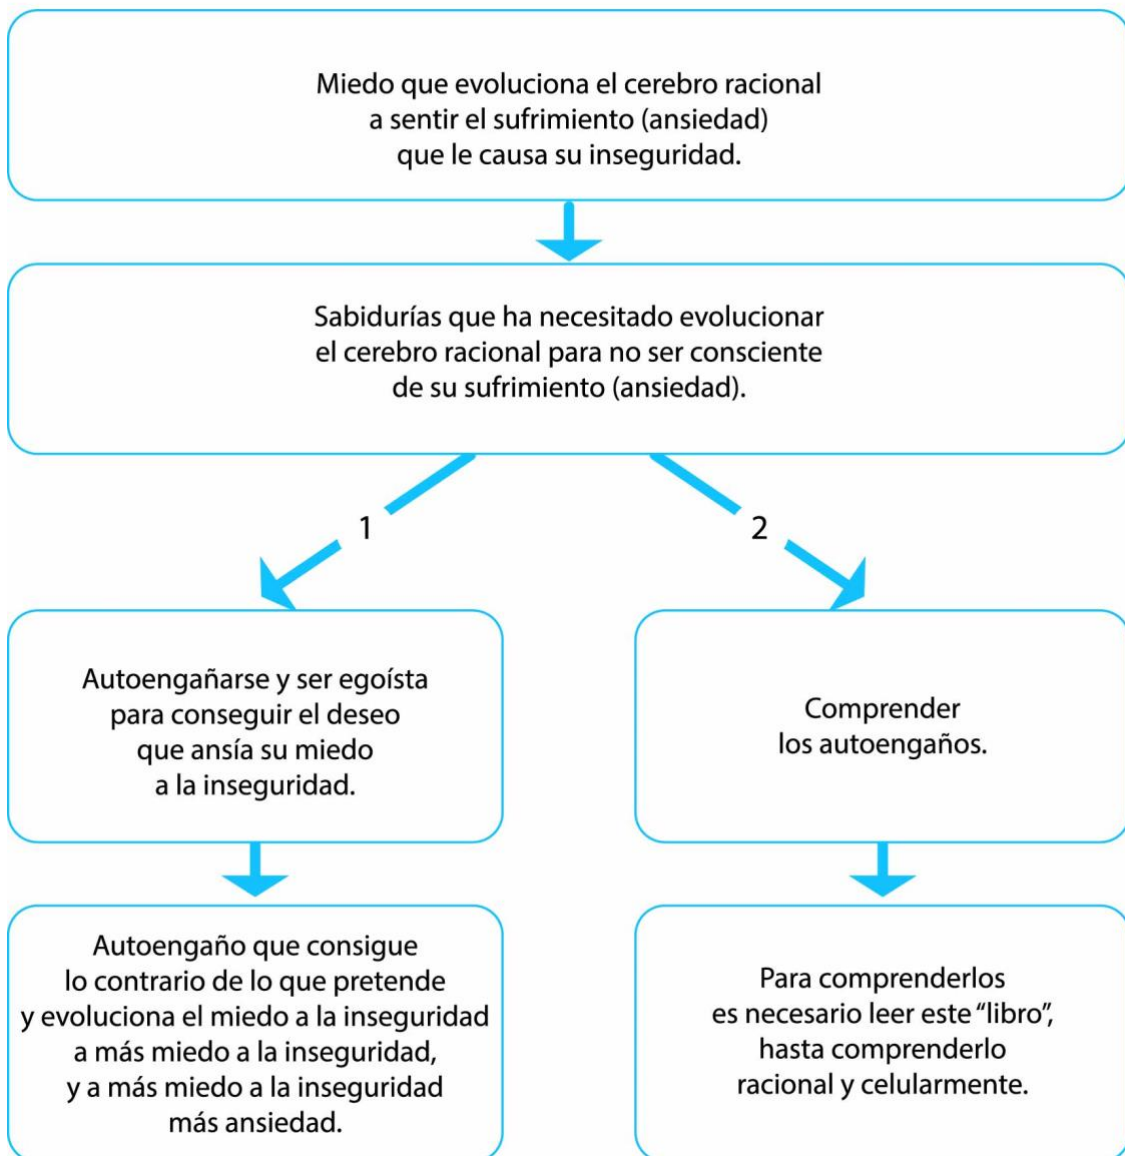 Miedo que evoluciona el cerebro racional
a sentir el sufrimiento (ansiedad)
que le causa su inseguridad.
Sabidurías que ha necesitado evolucionar
el cerebro racional para no ser consciente
de su sufrimiento (ansiedad).
1
2
Autoengañarse y ser egoísta
para conseguir el deseo
que ansía su miedo
a la inseguridad.
Comprender
los autoengaños.
Autoengaño que consigue
lo contrario de lo que pretende
y evoluciona el miedo a la inseguridad
a más miedo a la inseguridad,
y a más miedo a la inseguridad
más ansiedad.
Para comprenderlos
es necesario leer este “libro”,
hasta comprenderlo
racional y celularmente.